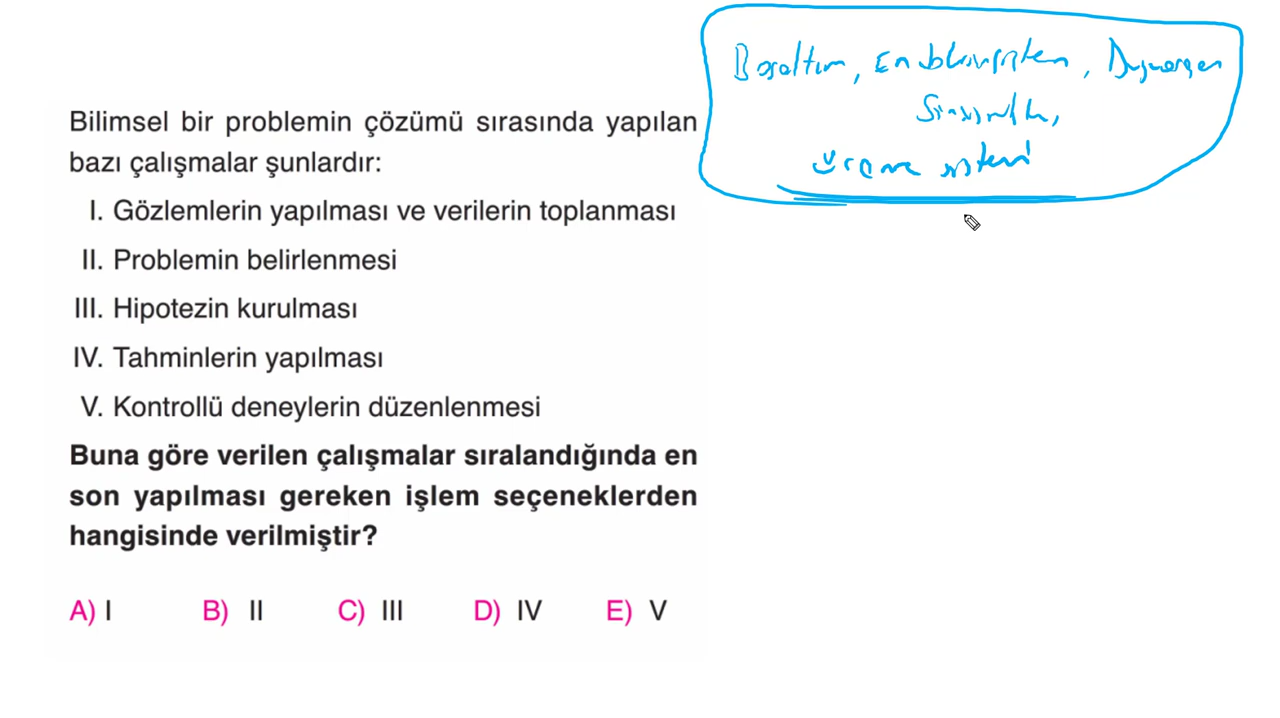 Boşaltım, Endokrin sistem, Duyu organ
Sinir
üreme sistemi
Bilimsel bir problemin çözümü sırasında yapılan
bazı çalışmalar şunlardır:
I. Gözlemlerin yapılması ve verilerin toplanması
II. Problemin belirlenmesi
III. Hipotezin kurulması
IV. Tahminlerin yapılması
V. Kontrollü deneylerin düzenlenmesi
Buna göre verilen çalışmalar sıralandığında en
son yapılması gereken işlem seçeneklerden
hangisinde verilmiştir?
A) I B) II C) III D) IV E) V